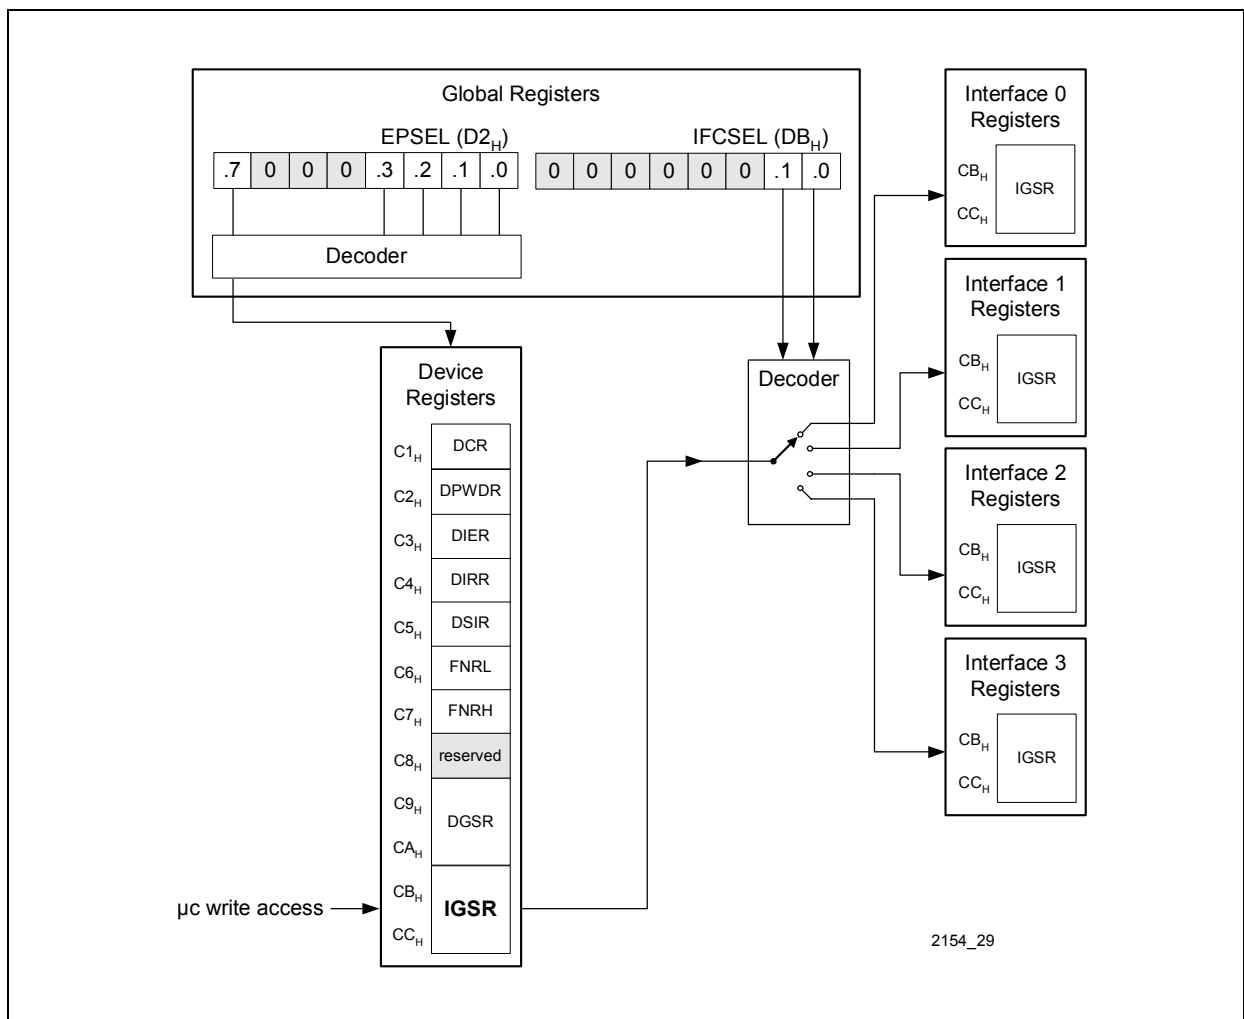 Global Registers
EPSEL (D2H)
IFCSEL (DBH)
.7 0 0 0 .3 .2 .1 .0
0 0 0 0 0 0 .1 .0
Decoder
Device
Registers
C1H DCR
C2H DPWDR
C3H DIER
C4H DIRR
C5H DSIR
C6H FNRL
C7H FNRH
C8H reserved
C9H
DGSR
CAH
CBH
µc write access
IGSR
CCH
Decoder
Interface 0
Registers
CBH
IGSR
CCH
Interface 1
Registers
CBH
IGSR
CCH
Interface 2
Registers
CBH
IGSR
CCH
Interface 3
Registers
CBH
IGSR
CCH
2154_29